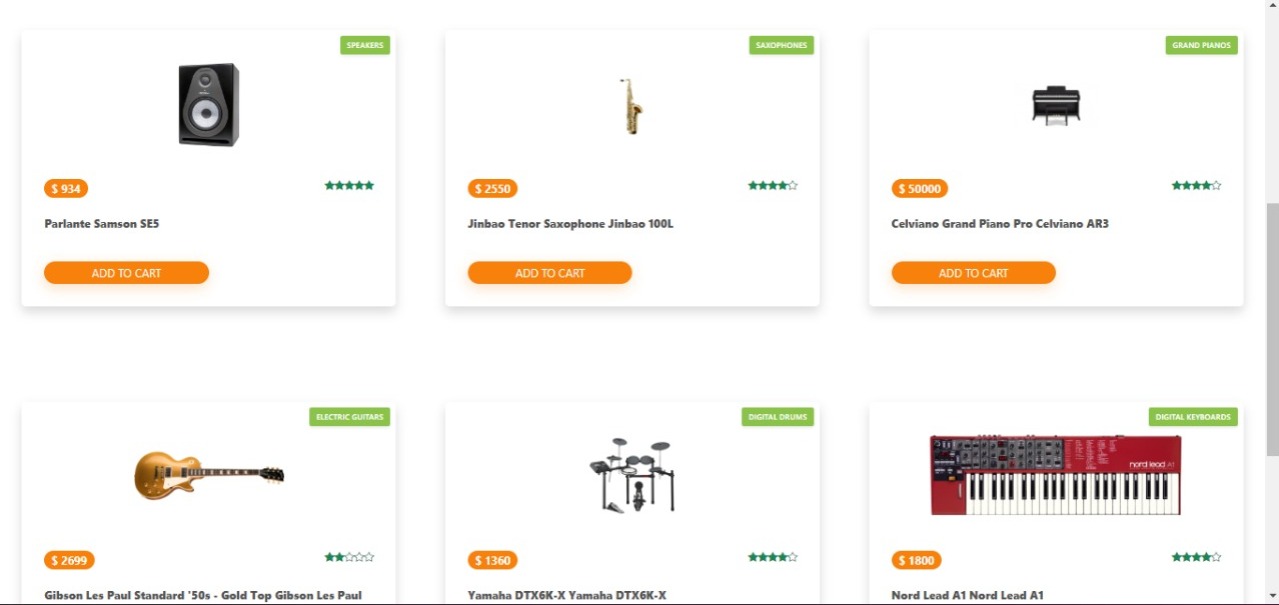 SPEAKERS
SAXOPHONES
GRAND PIANOS
$ 934
$ 2550
$ 50000
Parlante Samson SE5
Jinbao Tenor Saxophone Jinbao 100L
Celviano Grand Piano Pro Celviano AR3
ADD TO CART
ADD TO CART
ADD TO CART
ELECTRIC GUITARS
DIGITAL DRUMS
DIGITAL KEYBOARDS
nord lead A1
$ 2699
$ 1360
$ 1800
Gibson Les Paul Standard '50s - Gold Top Gibson Les Paul
Yamaha DTX6K-X Yamaha DTX6K-X
Nord Lead A1 Nord Lead A1